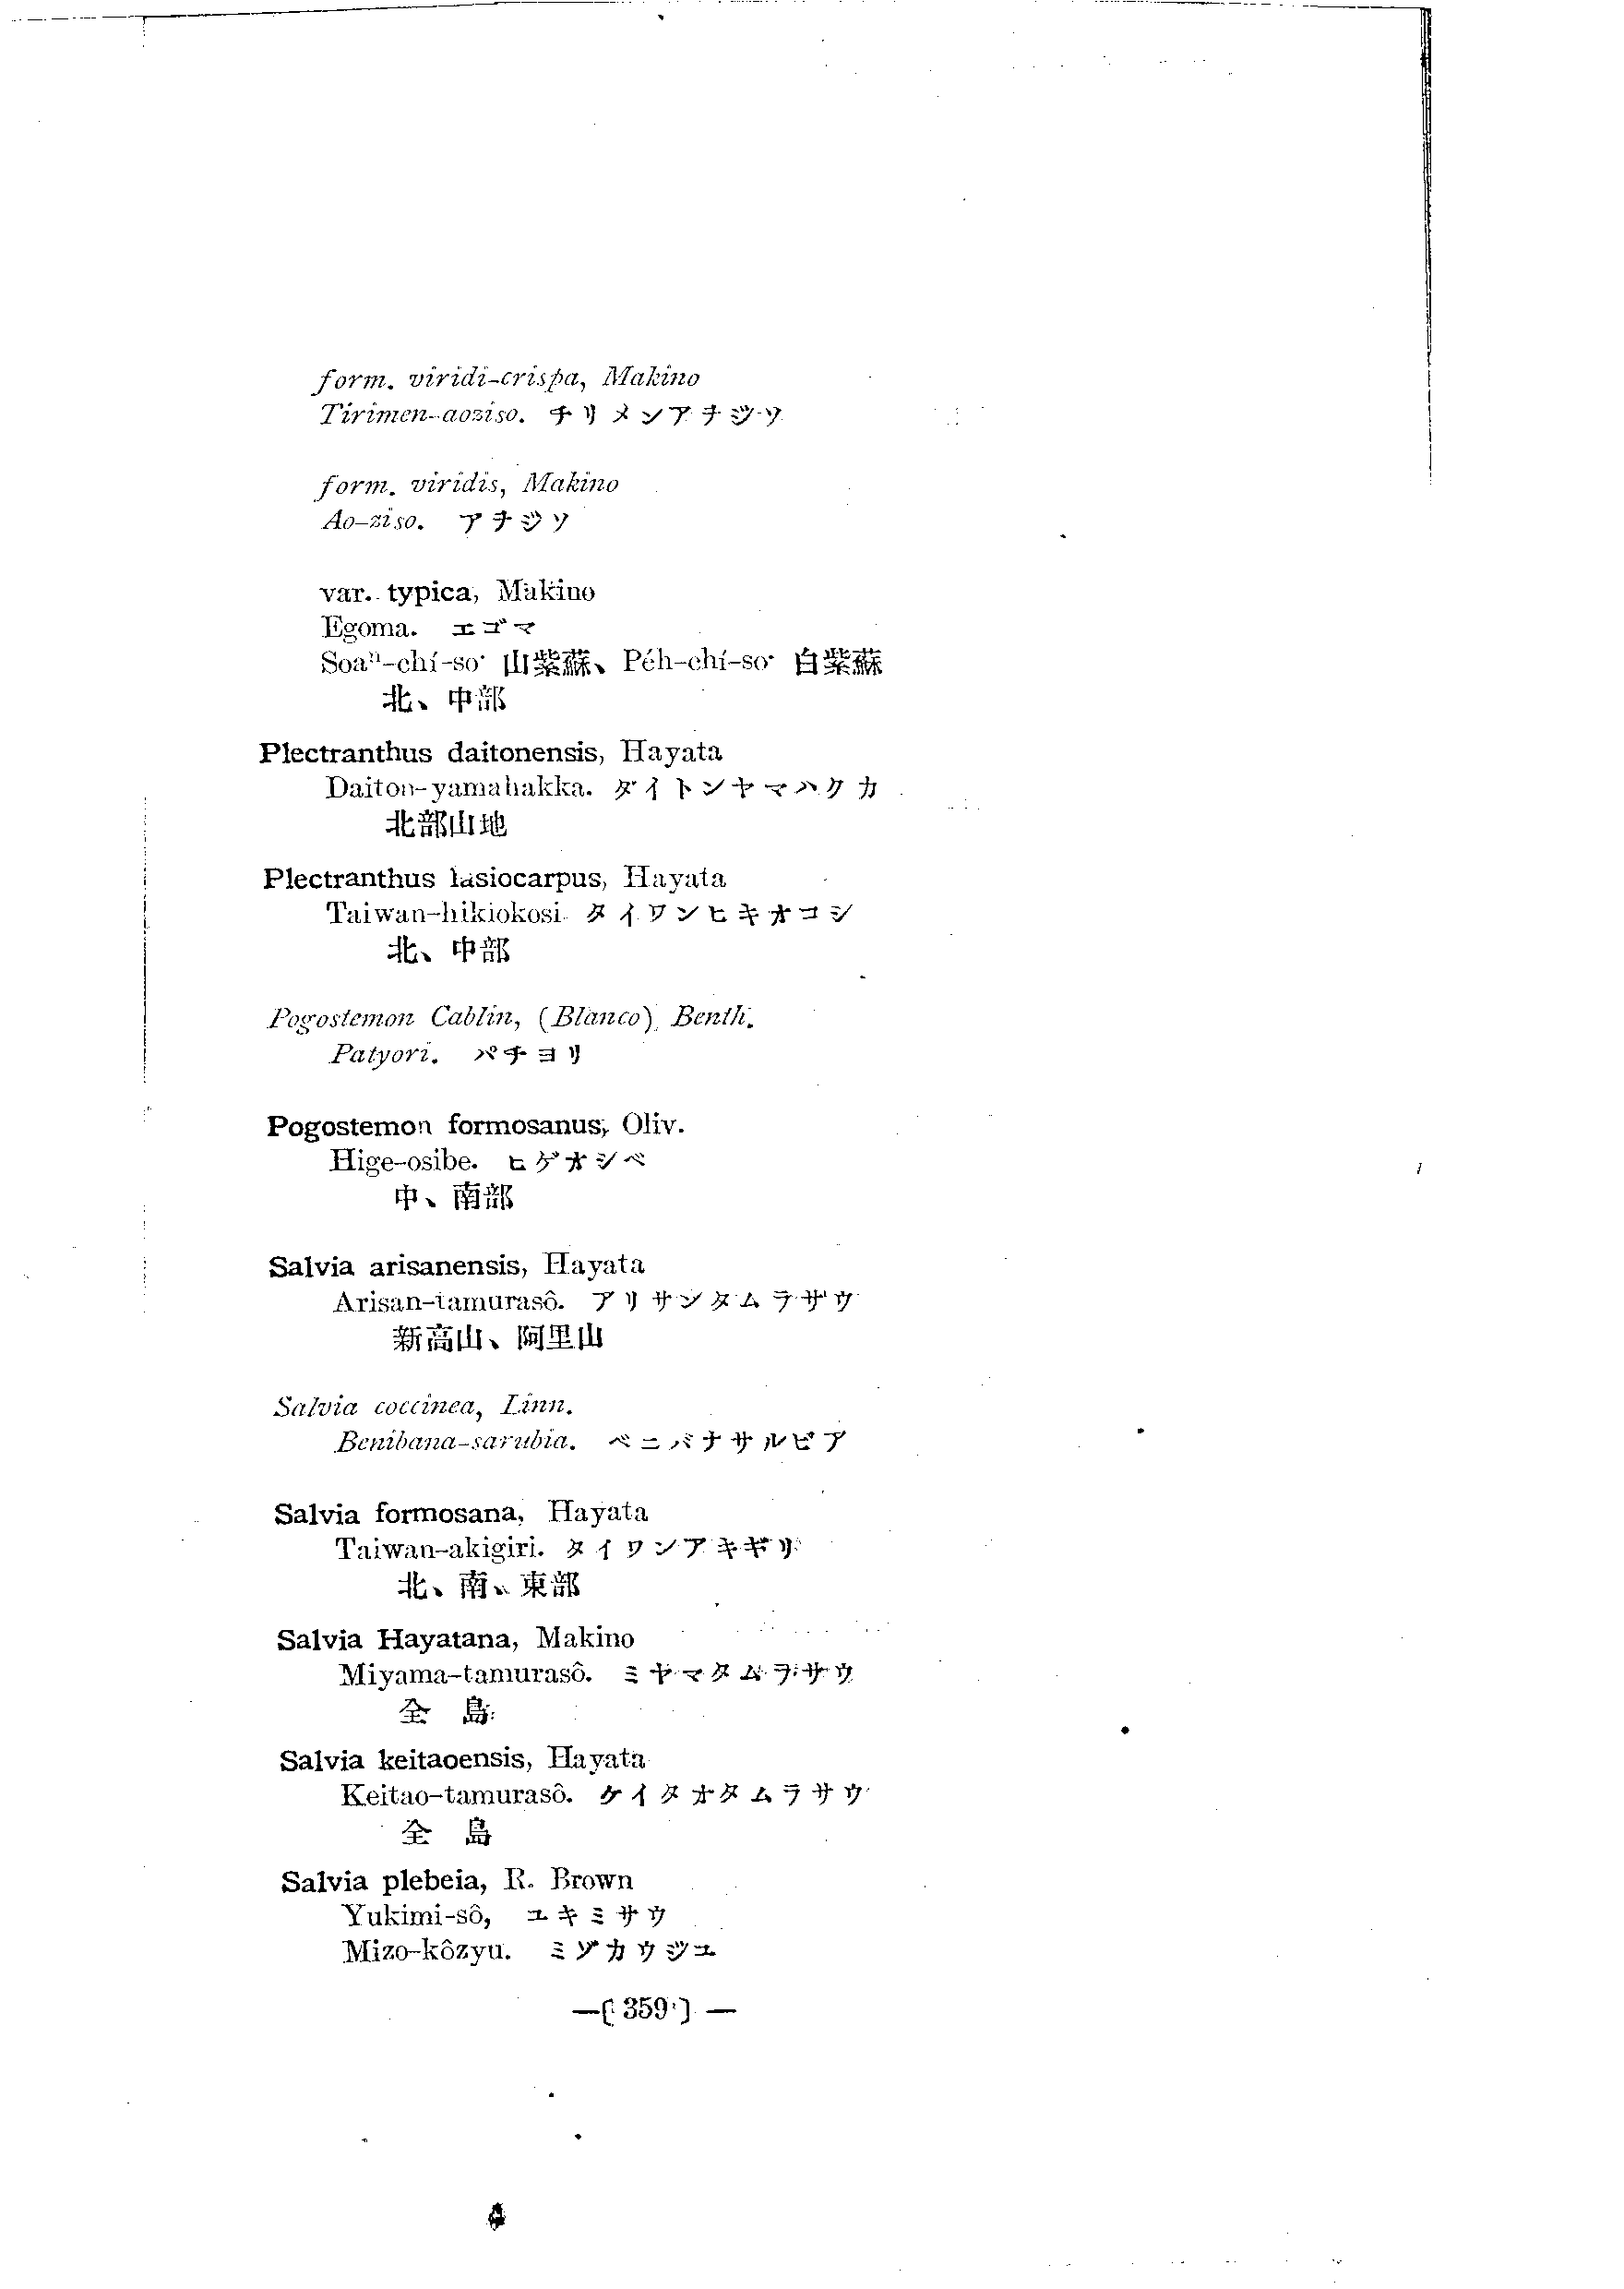 form. viridi-crispa, Makino
Tirimen-aoziso. チリメンアヲジソ
form. viridis, Makino
Ao-ziso. アヲジソ
var. typica, Makino
Egoma. エゴマ
Soaⁿ-chí-so· 山紫蘇、Péh-chí-so· 白紫蘇
北、中部
Plectranthus daitonensis, Hayata
Daiton-yamahakka. ダイトンヤマハクカ
北部山地
Plectranthus lasiocarpus, Hayata
Taiwan-hikiokosi タイワンヒキオコシ
北、中部
Pogostemon Cablin, (Blanco) Benth.
Patyori. パチヨリ
Pogostemon formosanus, Oliv.
Hige-osibe. ヒゲオシベ
中、南部
Salvia arisanensis, Hayata
Arisan-tamurasô. アリサンタムラサウ
新高山、阿里山
Salvia coccinea, Linn.
Benibana-sarubia. ベニバナサルビア
Salvia formosana, Hayata
Taiwan-akigiri. タイワンアキギリ
北、南、東部
Salvia Hayatana, Makino
Miyama-tamurasô. ミヤマタムラサウ
全 島
Salvia keitaoensis, Hayata
Keitao-tamurasô. ケイタオタムラサウ
全 島
Salvia plebeia, R. Brown
Yukimi-sô, ユキミサウ
Mizo-kôzyu. ミゾカウジユ
—( 359 ) —